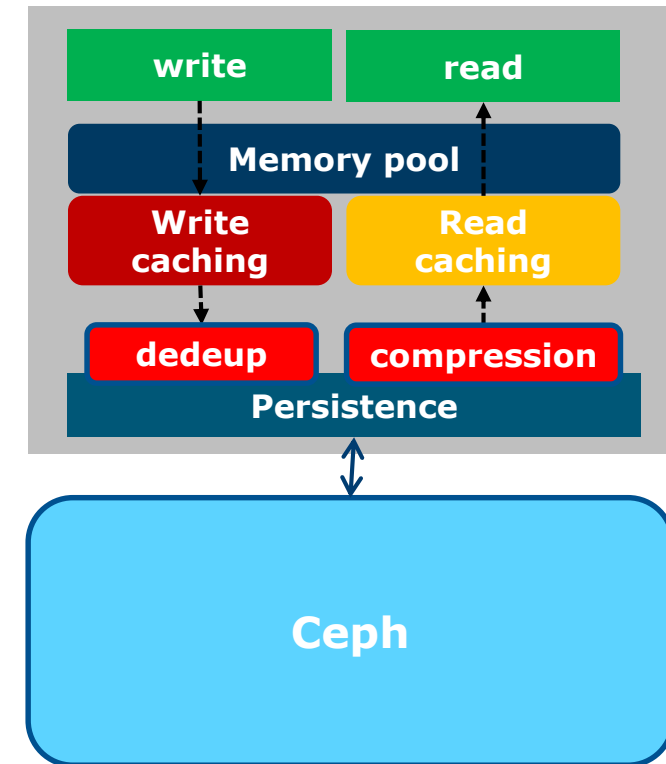 write
read
Memory pool
Write
caching
Read
caching
dedeup
compression
Persistence
Ceph